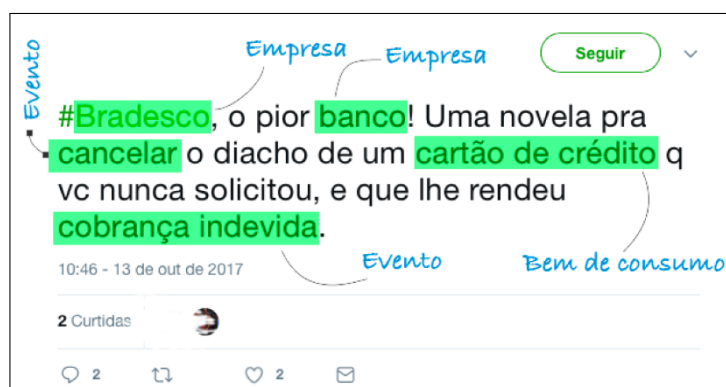 Evento
Empresa
Empresa
Seguir
#Bradesco, o pior banco! Uma novela pra
cancelar o diacho de um cartão de crédito q
vc nunca solicitou, e que lhe rendeu
cobrança indevida.
Evento
Bem de consumo
10:46 - 13 de out de 2017
2 Curtidas
2
2